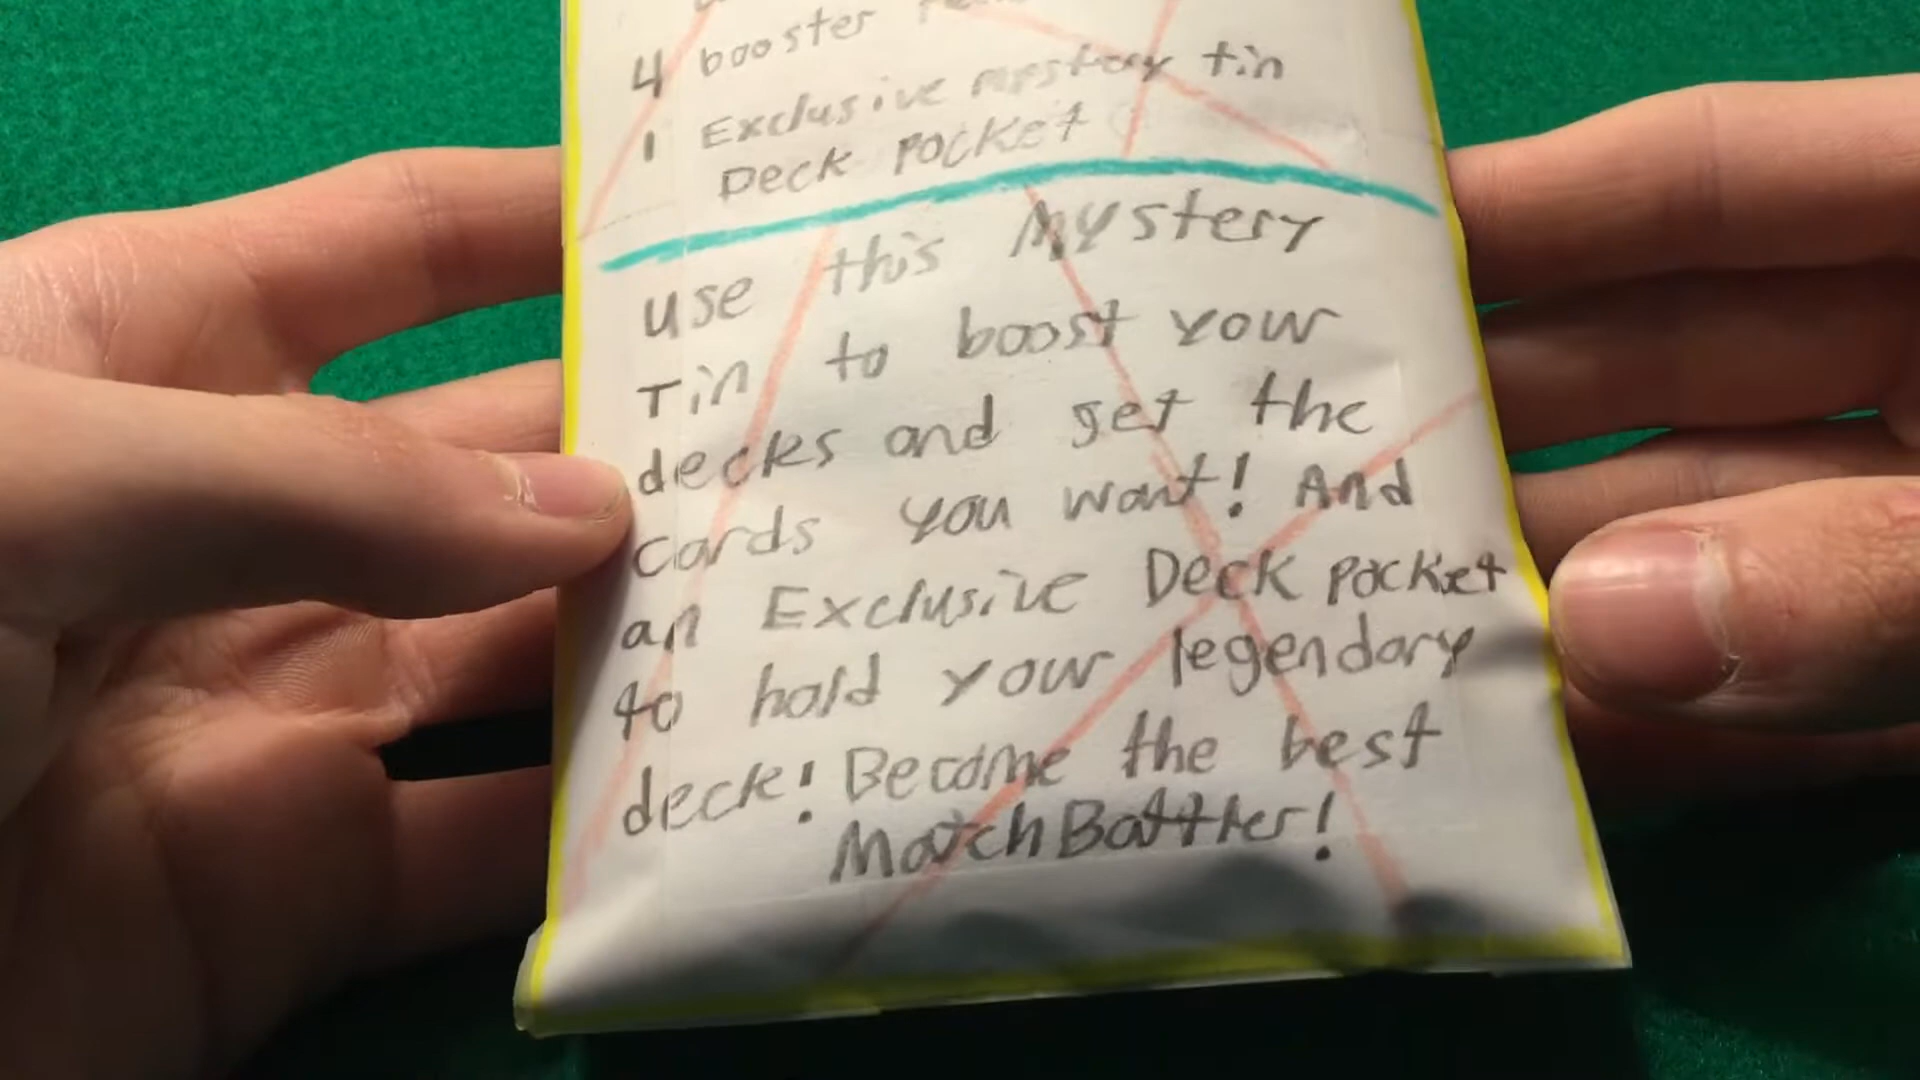 4 booster
1 Exclusive mystery tin
Deck Pocket
use this Mystery
Tin to boost your
decks and get the
cards you want! And
an Exclusive Deck pocket
to hold your legendary
deck! Become the best
MatchBattler!